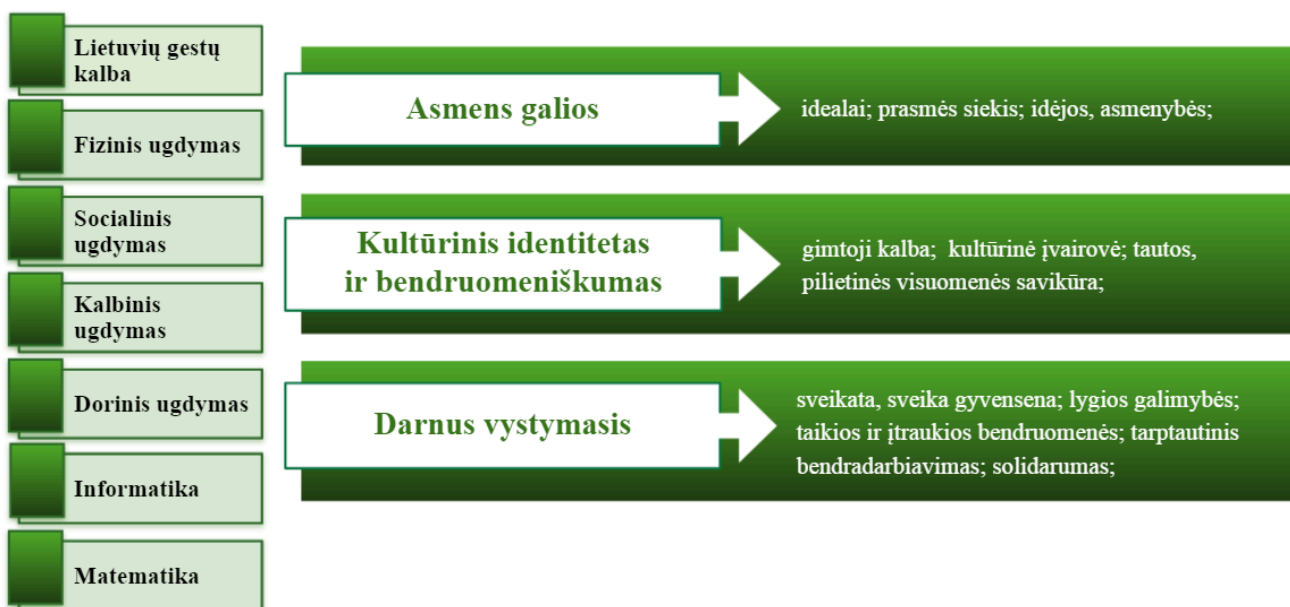 Lietuvių gestų
kalba
Fizinis ugdymas
Socialinis
ugdymas
Kalbinis
ugdymas
Dorinis ugdymas
Informatika
Matematika
Asmens galios
idealai; prasmės siekis; idėjos, asmenybės;
Kultūrinis identitetas
ir bendruomeniškumas
gimtoji kalba; kultūrinė įvairovė; tautos,
pilietinės visuomenės savikūra;
Darnus vystymasis
sveikata, sveika gyvensena; lygios galimybės;
taikios ir įtraukios bendruomenės; tarptautinis
bendradarbiavimas; solidarumas;